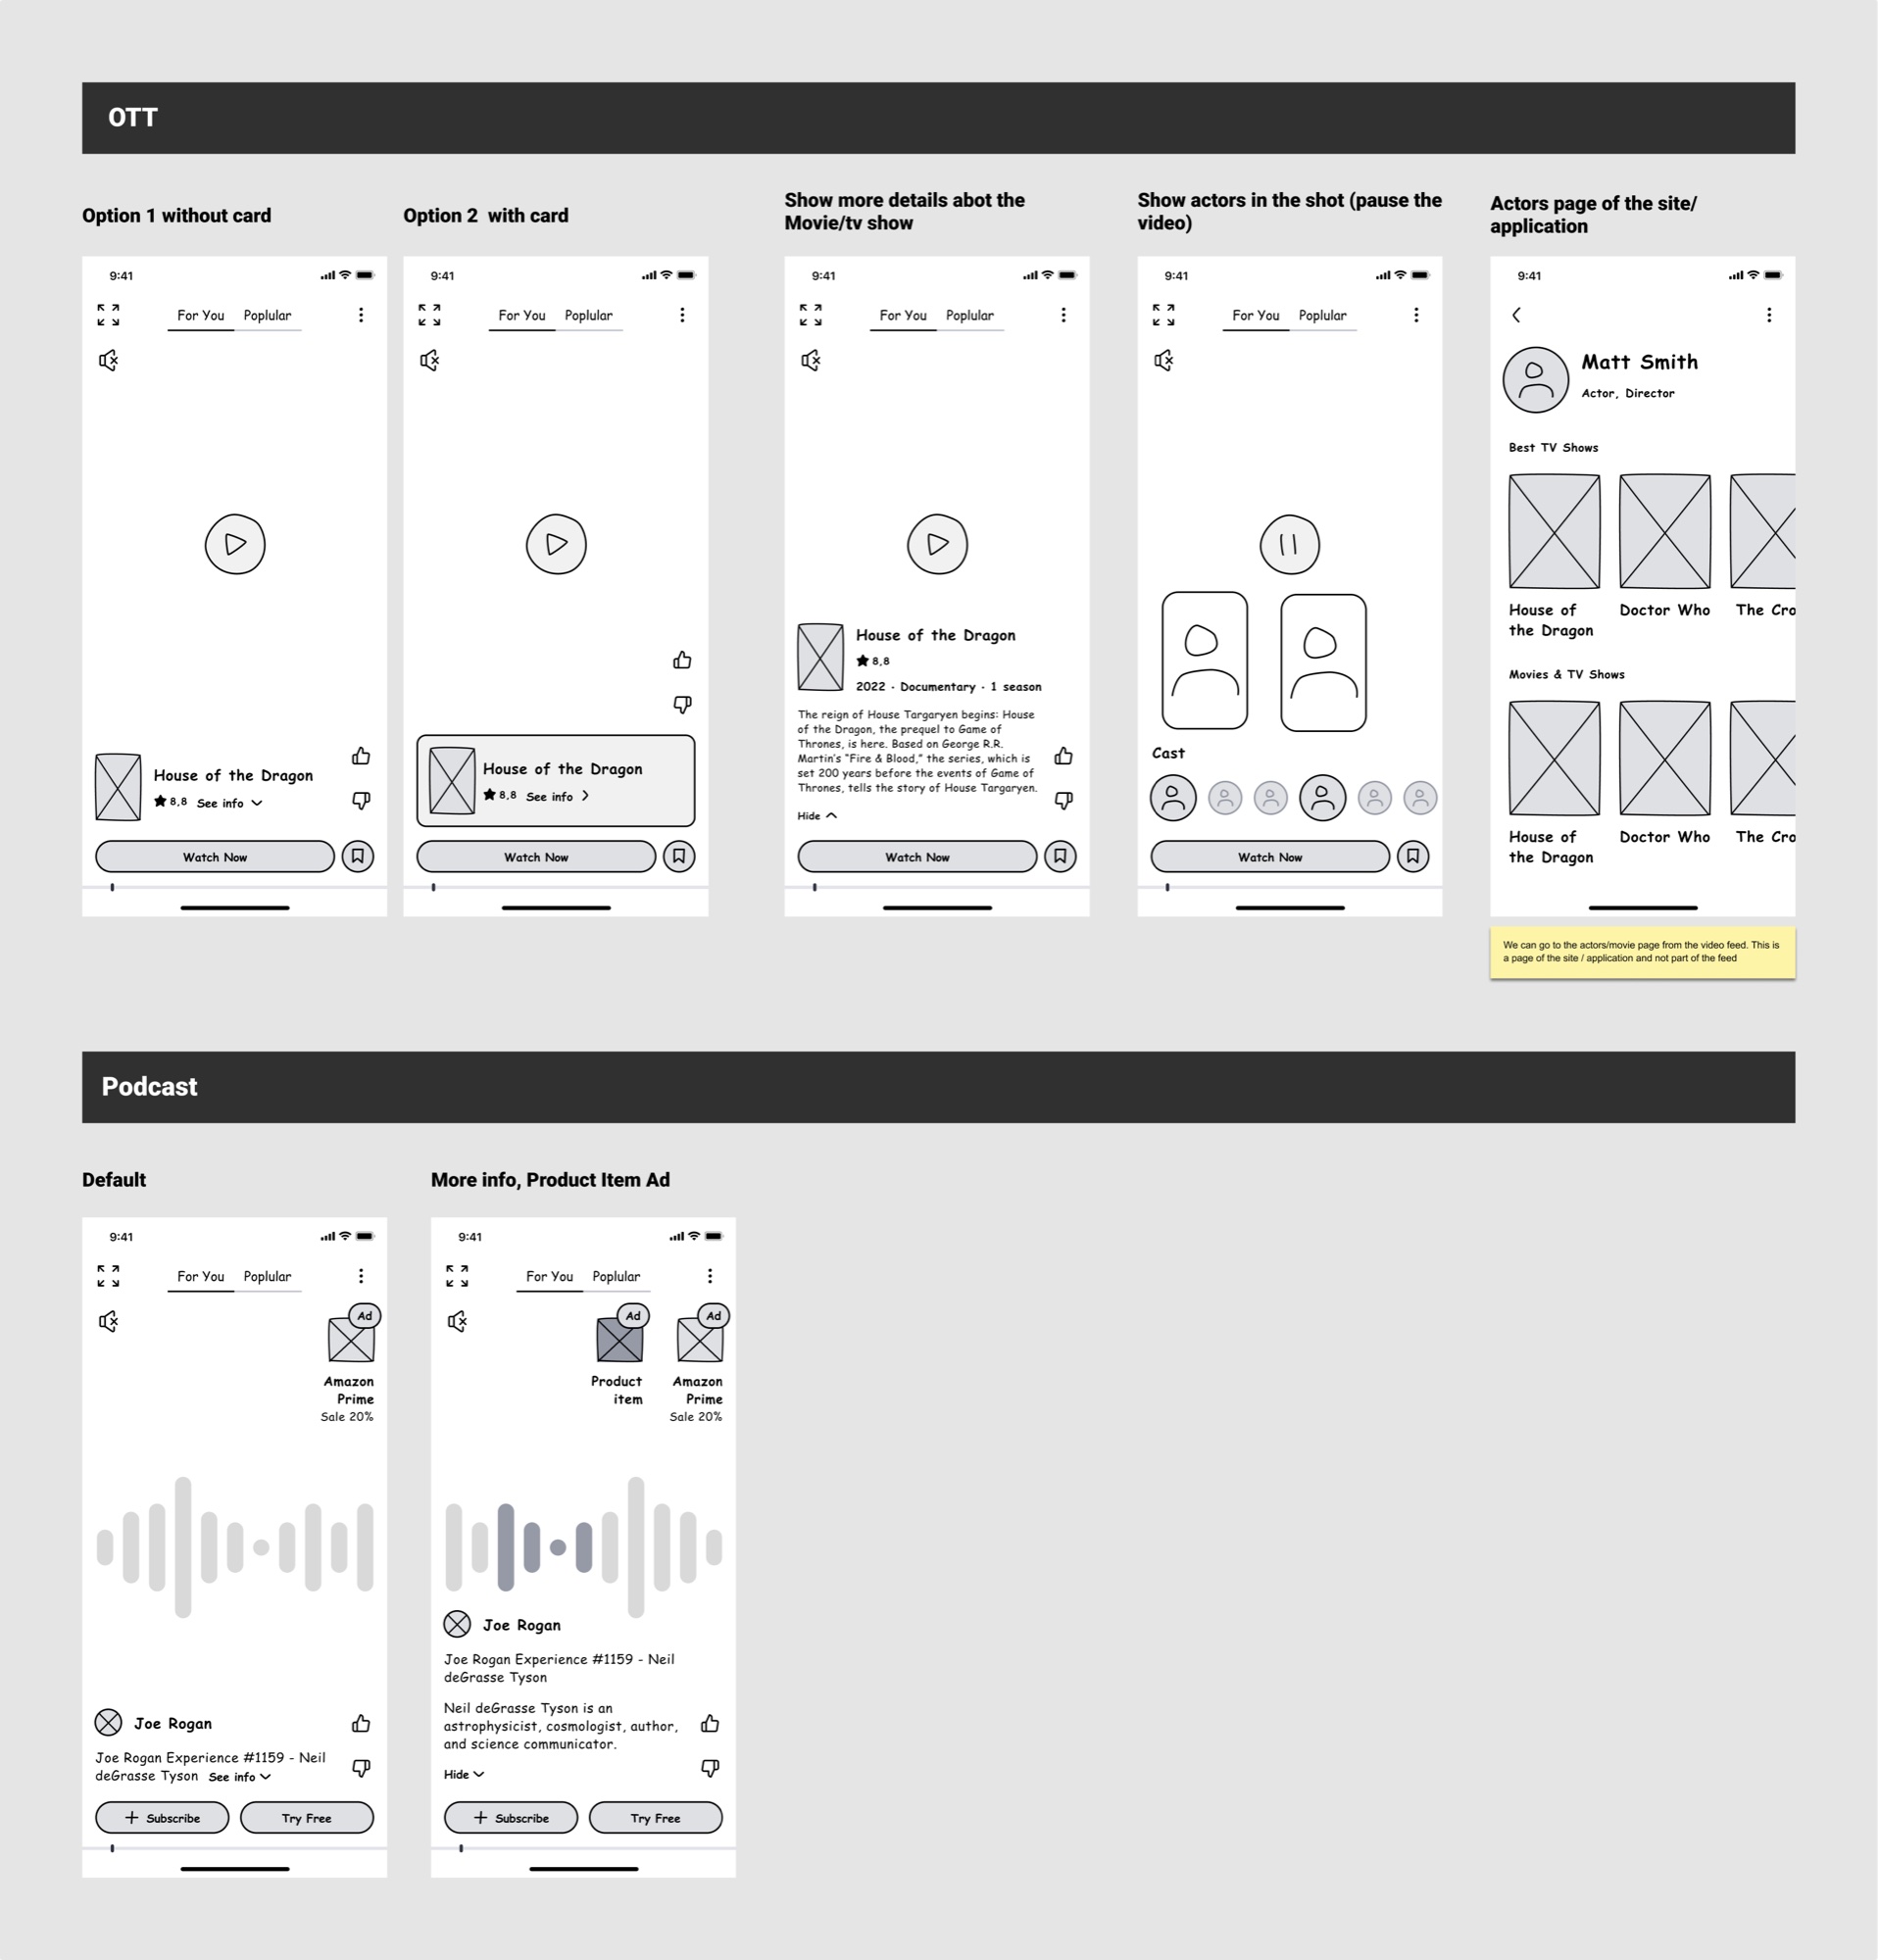 OTT
Option 1 without card
9:41
For You Poplular
House of the Dragon
8,8 See info
Watch Now
Option 2 with card
9:41
For You Poplular
House of the Dragon
8,8 See info
Watch Now
Show more details abot the
Movie/tv show
9:41
For You Poplular
House of the Dragon
8,8
2022 · Documentary · 1 season
The reign of House Targaryen begins: House
of the Dragon, the prequel to Game of
Thrones, is here. Based on George R.R.
Martin's "Fire & Blood," the series, which is
set 200 years before the events of Game of
Thrones, tells the story of House Targaryen.
Hide
Watch Now
Show actors in the shot (pause the
video)
9:41
For You Poplular
Cast
Watch Now
Actors page of the site/
application
9:41
Matt Smith
Actor, Director
Best TV Shows
House of
the Dragon
Doctor Who
The Cro
Movies & TV Shows
House of
the Dragon
Doctor Who
The Cro
We can go to the actors/movie page from the video feed. This is
a page of the site / application and not part of the feed
Podcast
Default
9:41
For You Poplular
Ad
Amazon
Prime
Sale 20%
Joe Rogan
Joe Rogan Experience #1159 - Neil
deGrasse Tyson See info
Subscribe
Try Free
More info, Product Item Ad
9:41
For You Poplular
Ad
Product
item
Ad
Amazon
Prime
Sale 20%
Joe Rogan
Joe Rogan Experience #1159 - Neil
deGrasse Tyson
Neil deGrasse Tyson is an
astrophysicist, cosmologist, author,
and science communicator.
Hide
Subscribe
Try Free